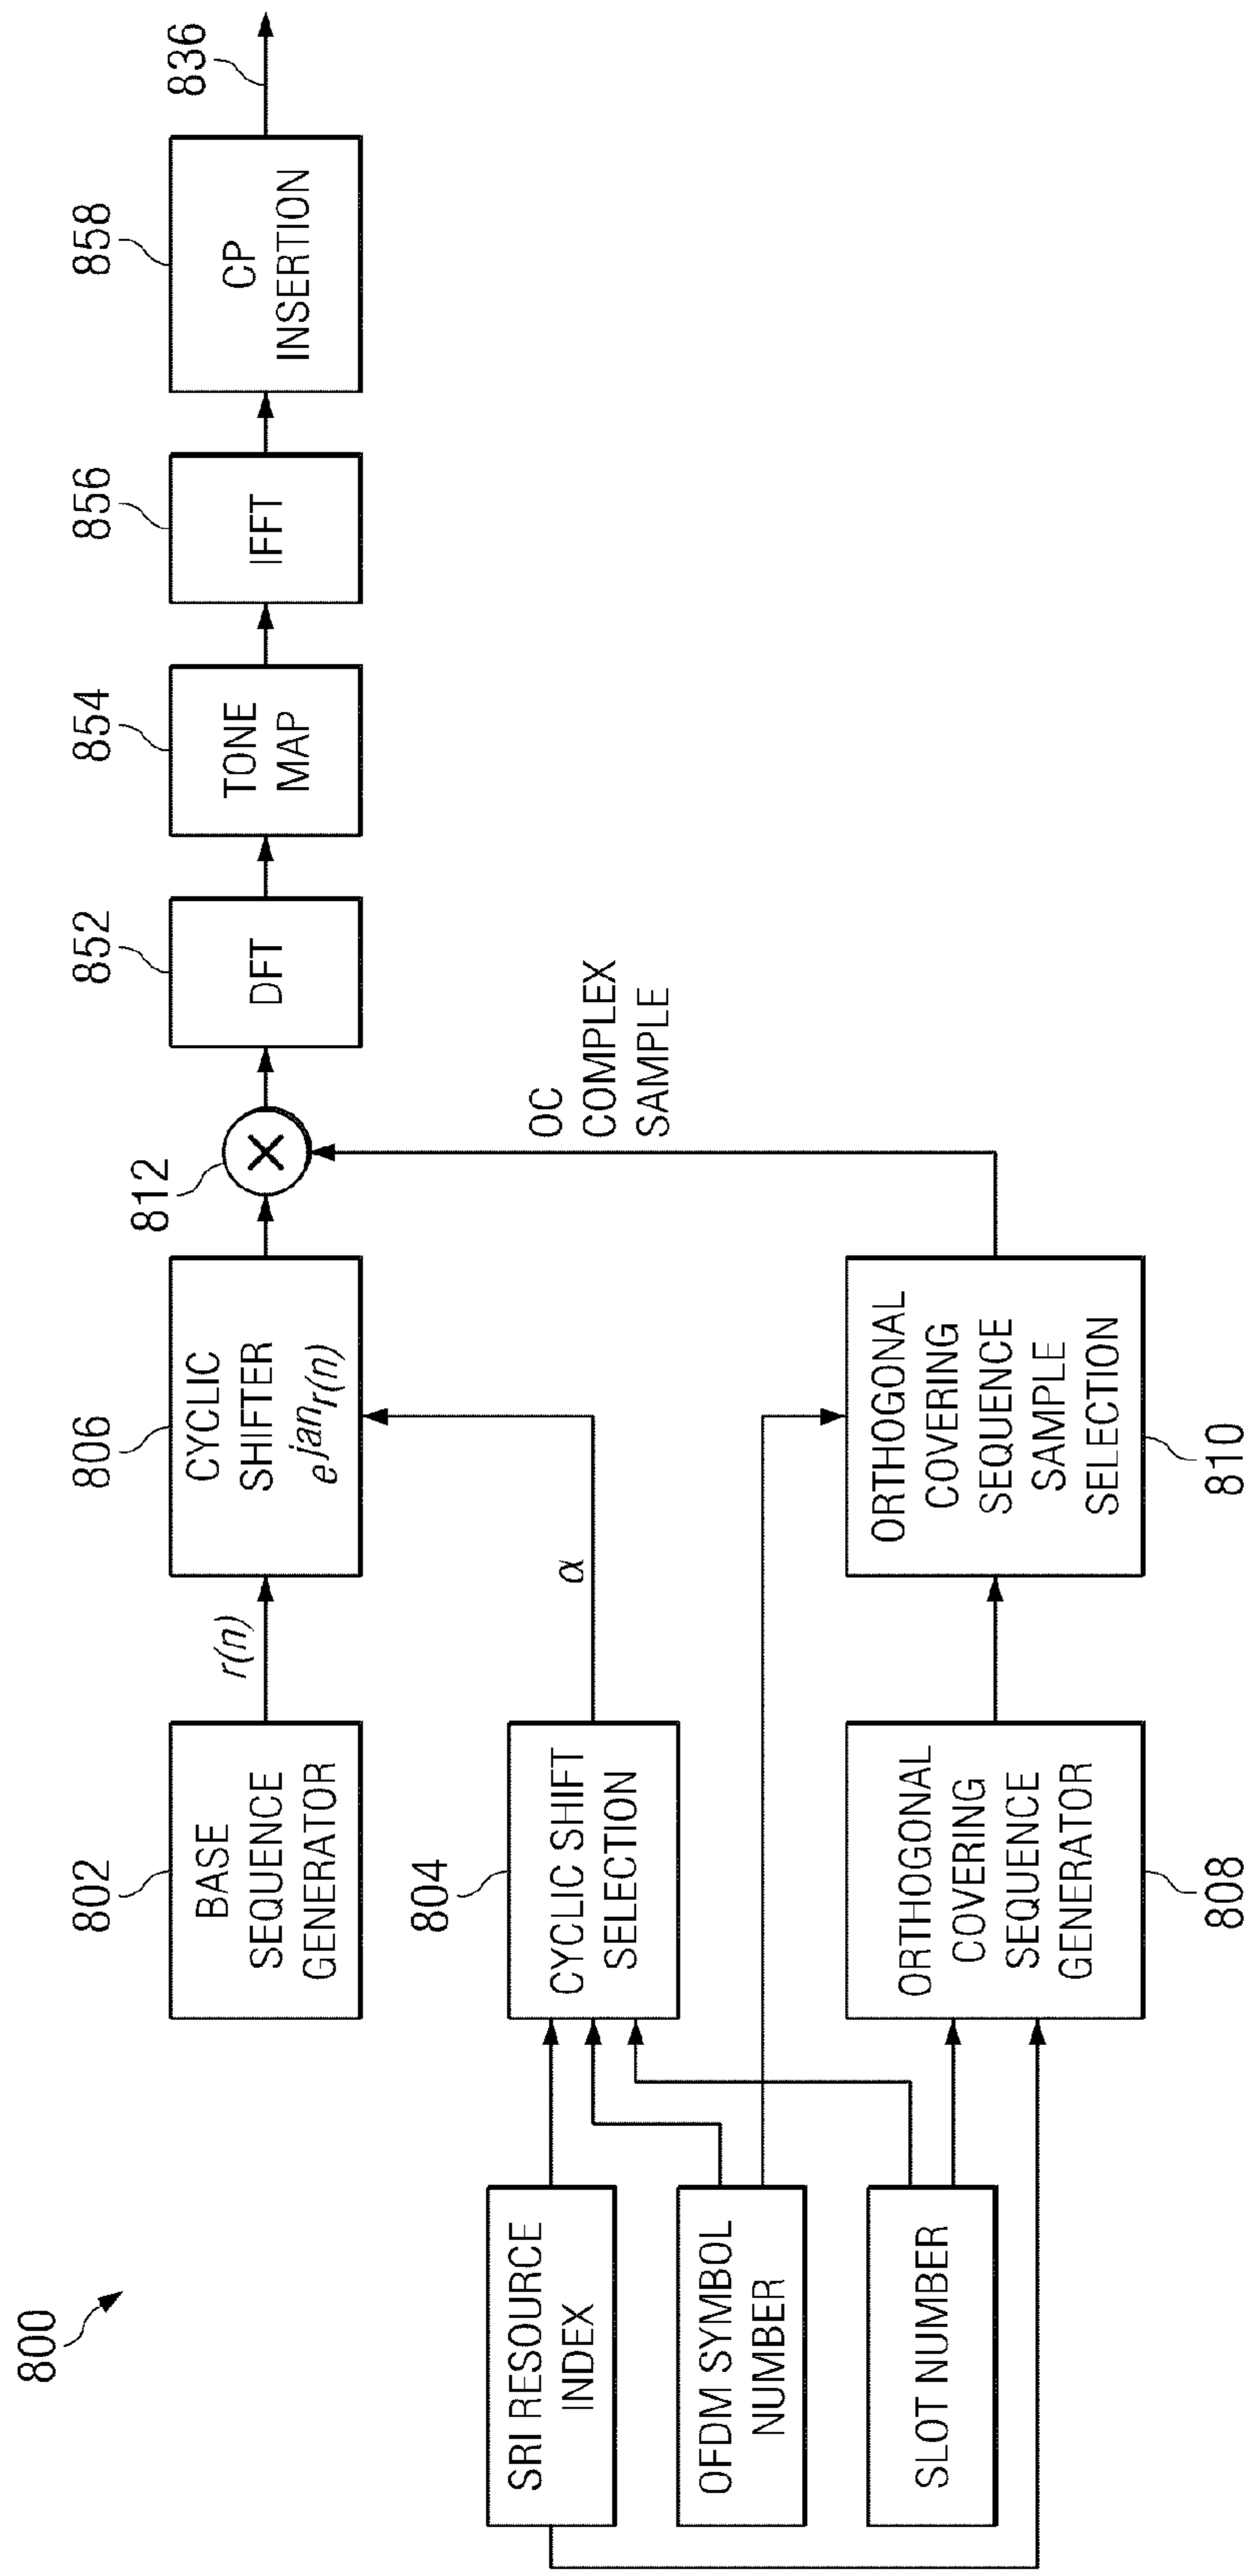 800
802
BASE
SEQUENCE
GENERATOR
r(n)
806
CYCLIC
SHIFTER
e^jan r(n)
812
852
DFT
854
TONE
MAP
856
IFFT
858
CP
INSERTION
836
SRI RESOURCE
INDEX
OFDM SYMBOL
NUMBER
SLOT NUMBER
804
CYCLIC SHIFT
SELECTION
α
OC
COMPLEX
SAMPLE
ORTHOGONAL
COVERING
SEQUENCE
GENERATOR
808
ORTHOGONAL
COVERING
SEQUENCE
SAMPLE
SELECTION
810